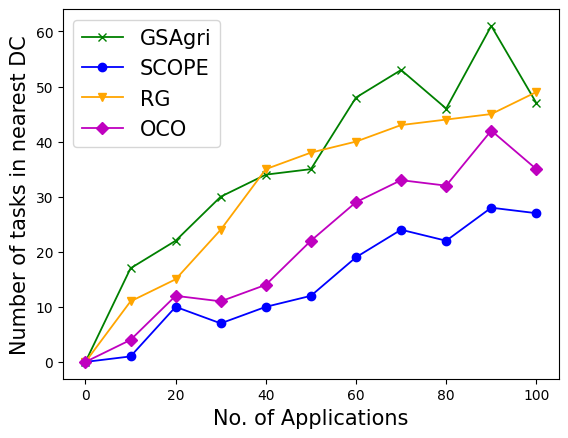 GSAgri
SCOPE
RG
OCO
Number of tasks in nearest DC
60
50
40
30
20
10
0
0 20 40 60 80 100
No. of Applications